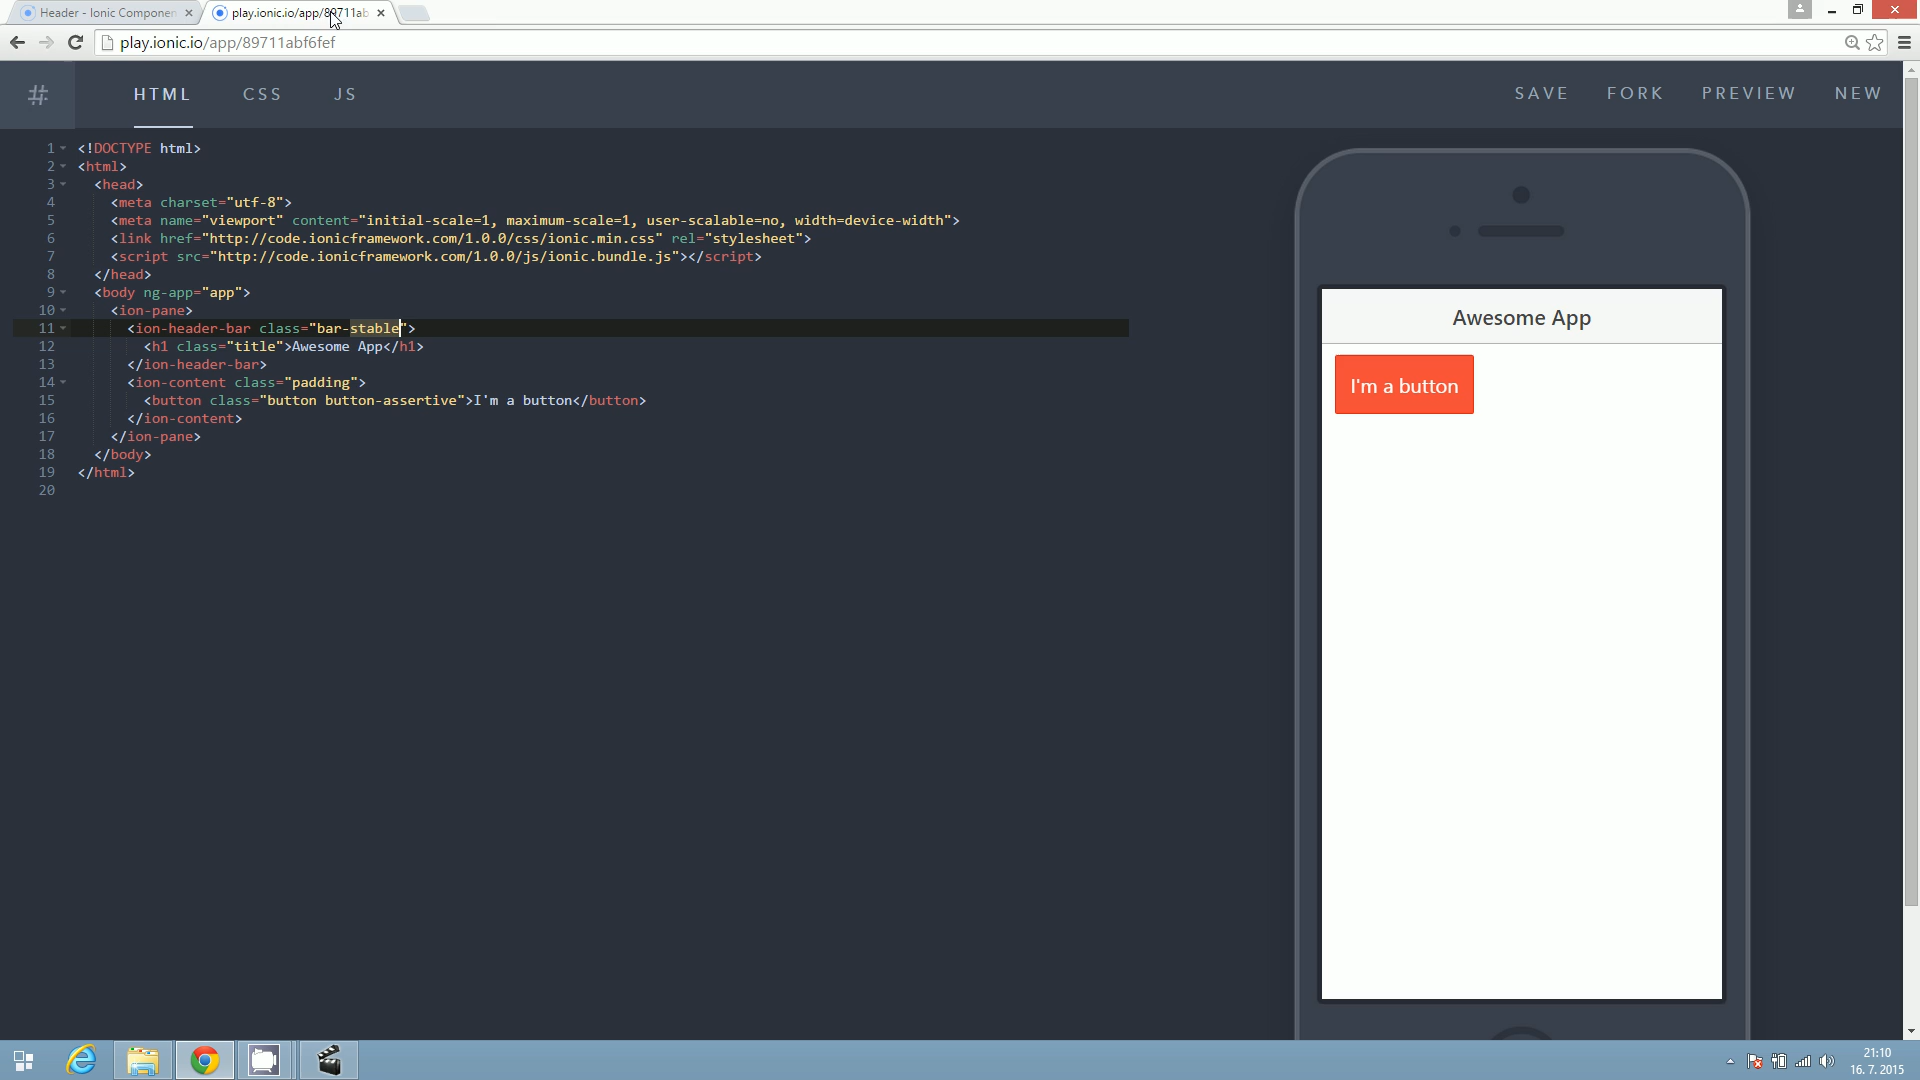 Header - Ionic Componen
play.ionic.io/app/89711ab
play.ionic.io/app/89711abf6fef
#
HTML CSS JS SAVE FORK PREVIEW NEW
1 <!DOCTYPE html>
2 <html>
3 <head>
4 <meta charset="utf-8">
5 <meta name="viewport" content="initial-scale=1, maximum-scale=1, user-scalable=no, width=device-width">
6 <link href="http://code.ionicframework.com/1.0.0/css/ionic.min.css" rel="stylesheet">
7 <script src="http://code.ionicframework.com/1.0.0/js/ionic.bundle.js"></script>
8 </head>
9 <body ng-app="app">
10 <ion-pane>
11 <ion-header-bar class="bar-stable">
12 <h1 class="title">Awesome App</h1>
13 </ion-header-bar>
14 <ion-content class="padding">
15 <button class="button button-assertive">I'm a button</button>
16 </ion-content>
17 </ion-pane>
18 </body>
19 </html>
20
Awesome App
I'm a button
21:10
16. 7. 2015